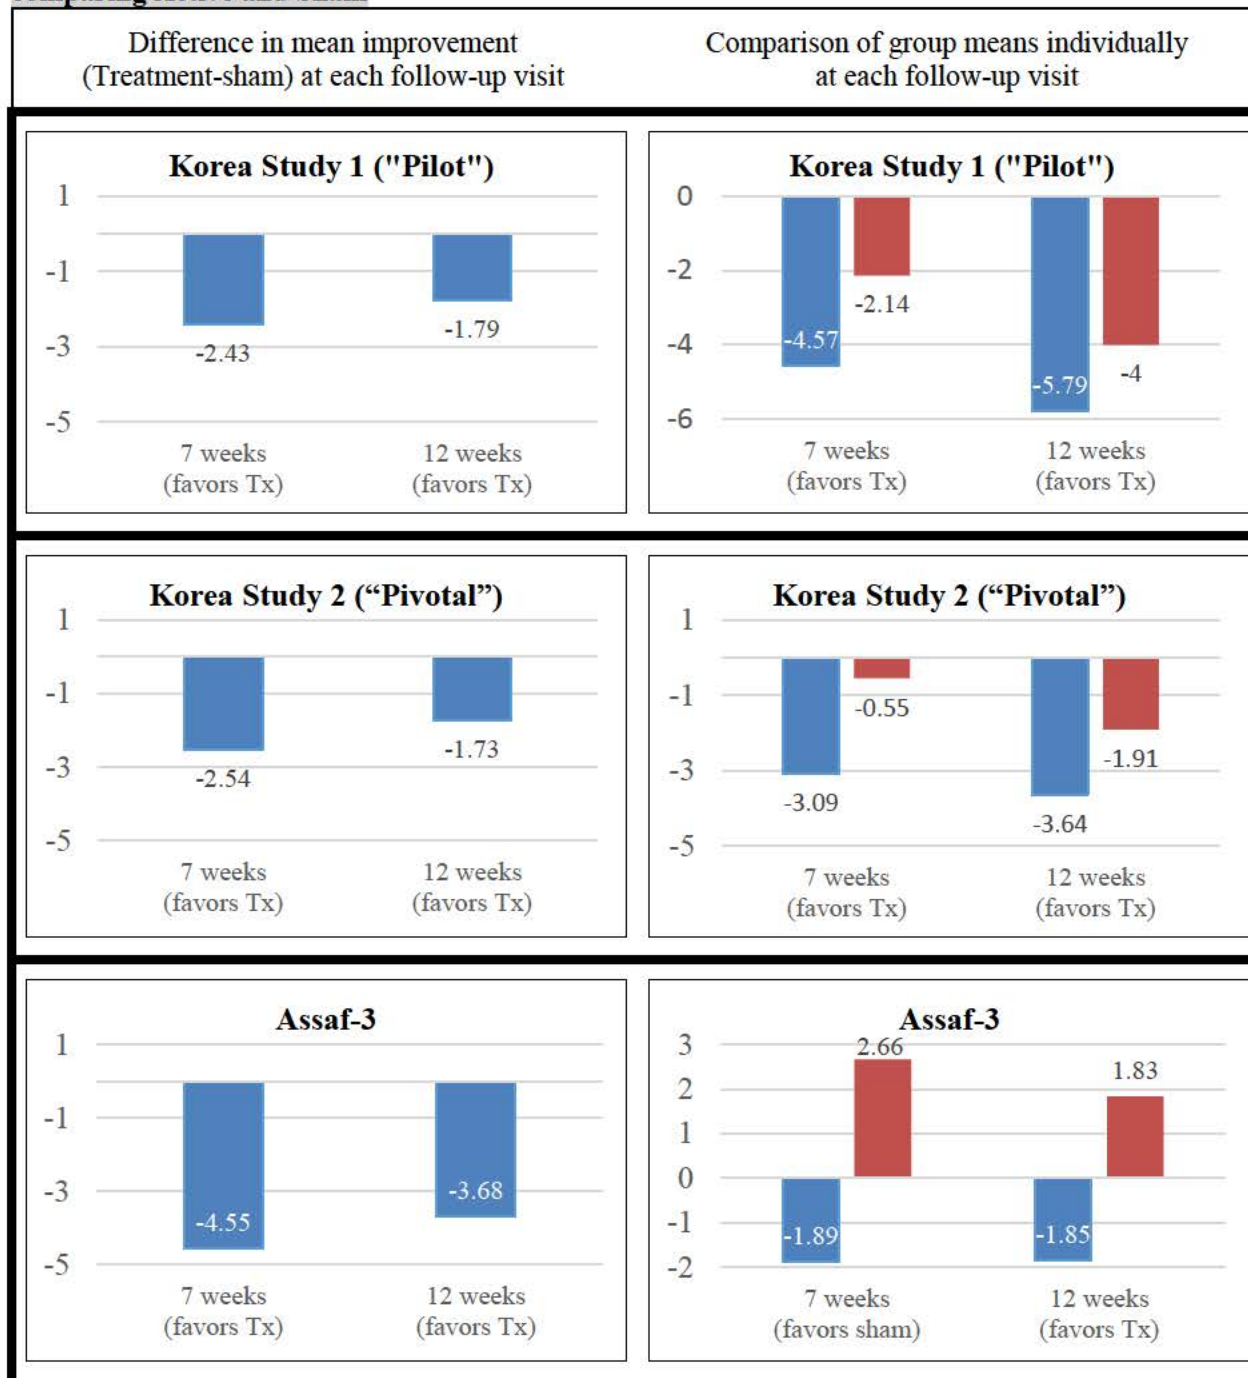 Difference in mean improvement
(Treatment-sham) at each follow-up visit
Comparison of group means individually
at each follow-up visit
Korea Study 1 ("Pilot")
1
-1
-3
-5
-2.43
-1.79
7 weeks
(favors Tx)
12 weeks
(favors Tx)
Korea Study 1 ("Pilot")
0
-2
-4
-6
-4.57
-2.14
-5.79
-4
7 weeks
(favors Tx)
12 weeks
(favors Tx)
Korea Study 2 (“Pivotal”)
1
-1
-3
-5
-2.54
-1.73
7 weeks
(favors Tx)
12 weeks
(favors Tx)
Korea Study 2 (“Pivotal”)
1
-1
-3
-5
-3.09
-0.55
-3.64
-1.91
7 weeks
(favors Tx)
12 weeks
(favors Tx)
Assaf-3
1
-1
-3
-5
-4.55
-3.68
7 weeks
(favors Tx)
12 weeks
(favors Tx)
Assaf-3
3
2
1
0
-1
-2
-1.89
2.66
-1.85
1.83
7 weeks
(favors sham)
12 weeks
(favors Tx)